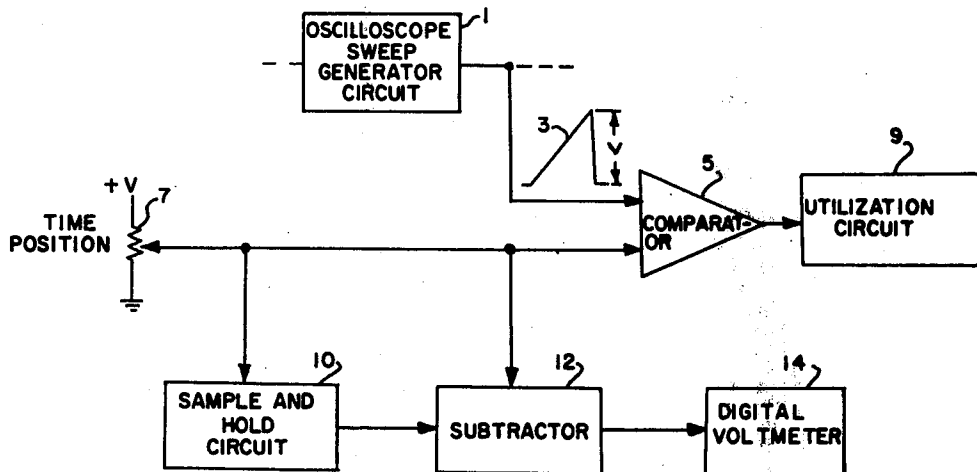 1
OSCILLOSCOPE
SWEEP
GENERATOR
CIRCUIT
3
V
5
9
+V
7
TIME
POSITION
COMPARAT-
OR
UTILIZATION
CIRCUIT
10
12
14
SAMPLE AND
HOLD
CIRCUIT
SUBTRACTOR
DIGITAL
VOLTMETER